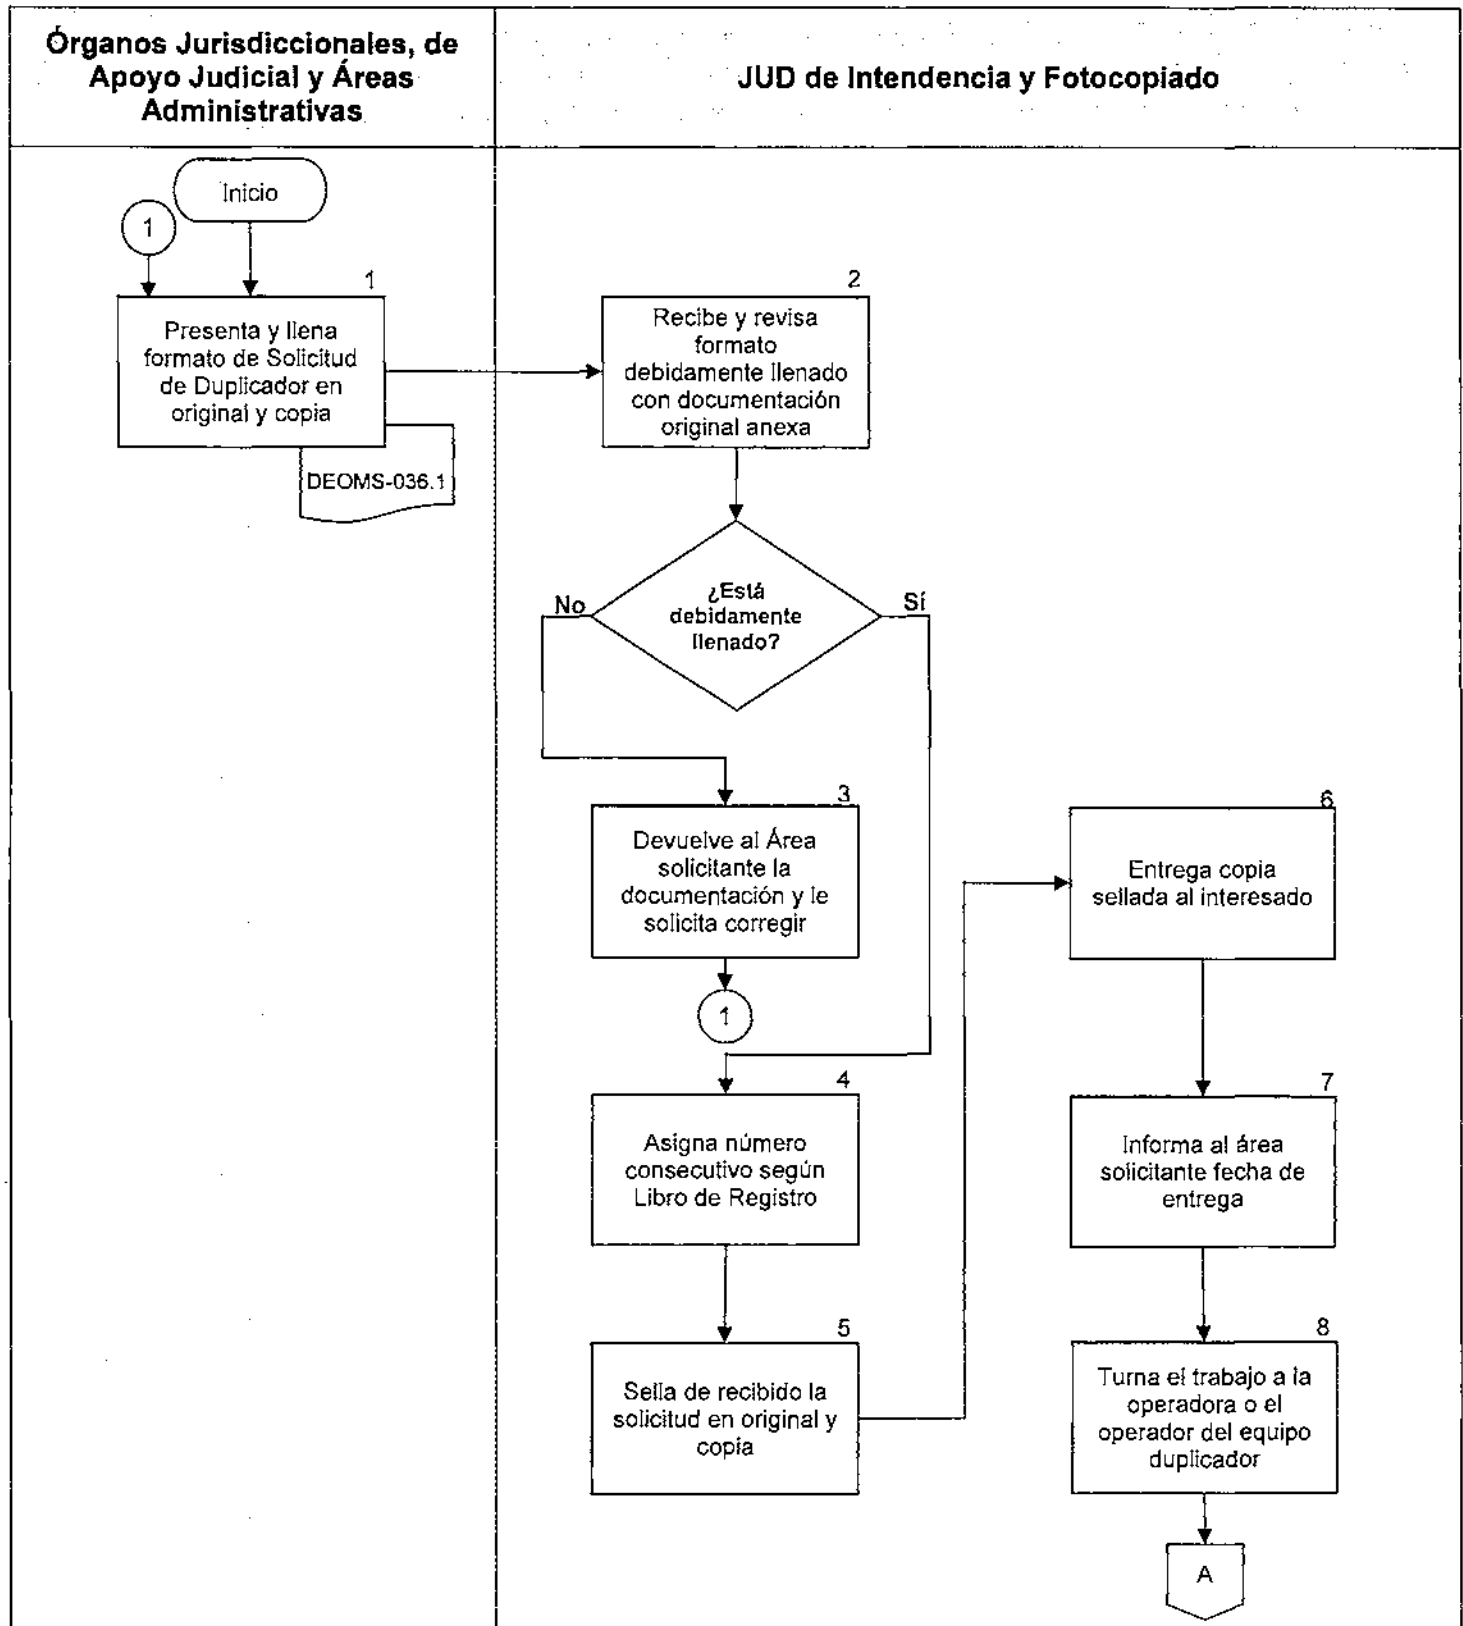 Órganos Jurisdiccionales, de
Apoyo Judicial y Áreas
Administrativas
JUD de Intendencia y Fotocopiado
Inicio
1
1
Presenta y llena
formato de Solicitud
de Duplicador en
original y copia
DEOMS-036.1
2
Recibe y revisa
formato
debidamente llenado
con documentación
original anexa
¿Está
debidamente
llenado?
No
Sí
3
Devuelve al Área
solicitante la
documentación y le
solicita corregir
1
4
Asigna número
consecutivo según
Libro de Registro
5
Sella de recibido la
solicitud en original y
copia
6
Entrega copia
sellada al interesado
7
Informa al área
solicitante fecha de
entrega
8
Turna el trabajo a la
operadora o el
operador del equipo
duplicador
A